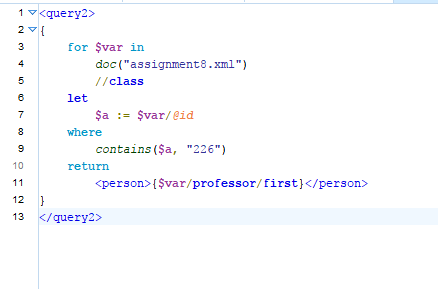 1 <query2>
2 {
3 for $var in
4 doc("assignment8.xml")
5 //class
6 let
7 $a := $var/@id
8 where
9 contains($a, "226")
10 return
11 <person>{$var/professor/first}</person>
12 }
13 </query2>